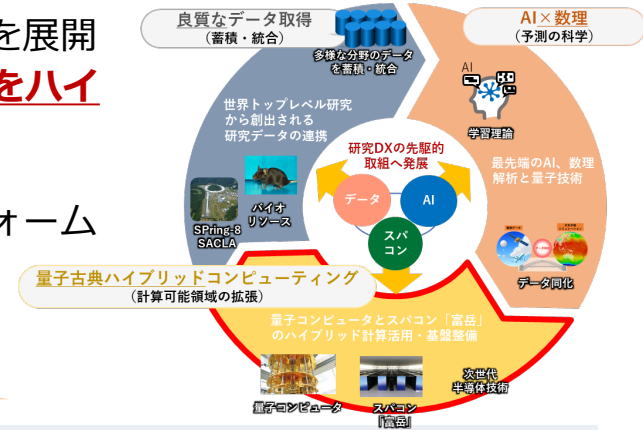 を展開
をハイ
ォーム
良質なデータ取得
（蓄積・統合）
多様な分野のデータ
を蓄積・統合
世界トップレベル研究
から創出される
研究データの連携
SPring-8
SACLA
バイオ
リソース
AI×数理
（予測の科学）
AI
学習理論
最先端のAI、数理
解析と量子技術
データ同化
研究DXの先駆的
取組へ発展
データ
AI
スパ
コン
量子古典ハイブリッドコンピューティング
（計算可能領域の拡張）
量子コンピュータとスパコン「富岳」
のハイブリッド計算活用・基盤整備
量子コンピュータ
スパコン
「富岳」
次世代
半導体技術